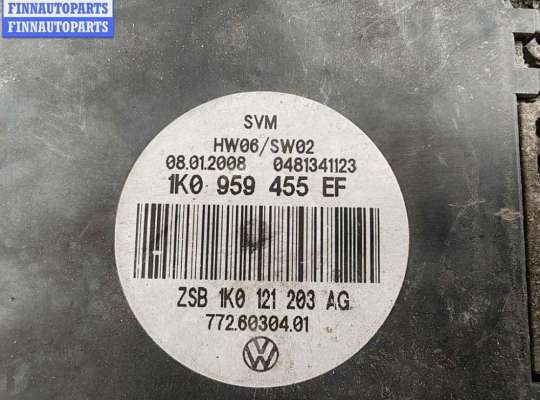 FINNAUTOPARTS
FINNAUTOPARTS
SVM
HW06/SW02
08.01.2008 0481341123
1K0 959 455 EF
ZSB 1K0 121 203 AG
772.60304.01